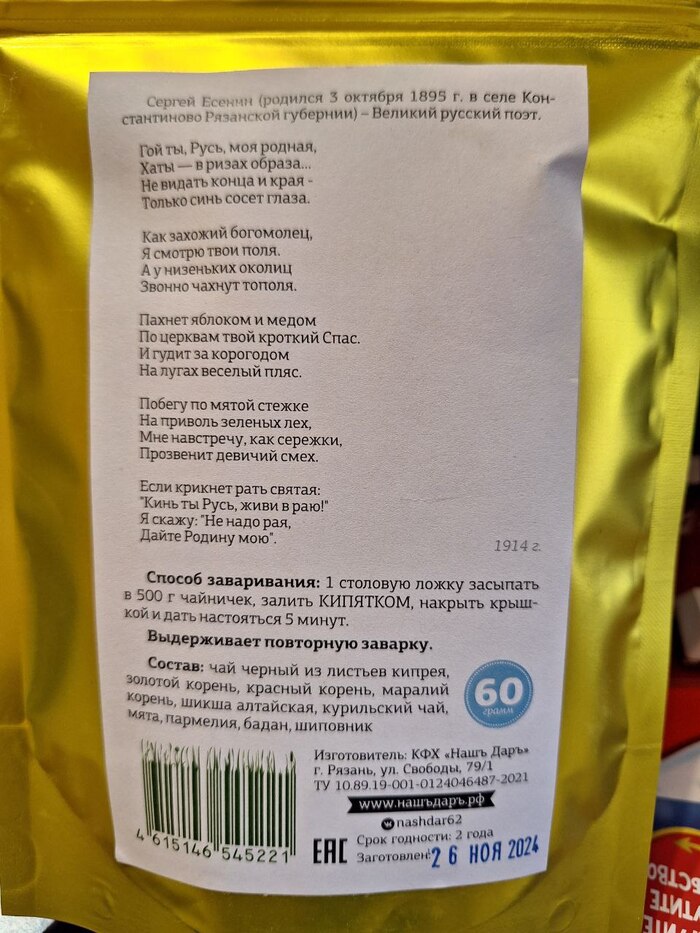 Сергей Есенин (родился 3 октября 1895 г. в селе Кон-
стантиново Рязанской губернии) – Великий русский поэт.
Гой ты, Русь, моя родная,
Хаты — в ризах образа...
Не видать конца и края -
Только синь сосет глаза.
Как захожий богомолец,
Я смотрю твои поля.
А у низеньких околиц
Звонно чахнут тополя.
Пахнет яблоком и медом
По церквам твой кроткий Спас.
И гудит за корогодом
На лугах веселый пляс.
Побегу по мятой стежке
На приволь зеленых лех,
Мне навстречу, как сережки,
Прозвенит девичий смех.
Если крикнет рать святая:
"Кинь ты Русь, живи в раю!"
Я скажу: "Не надо рая,
Дайте Родину мою".
1914 г.
Способ заваривания: 1 столовую ложку засыпать
в 500 г чайничек, залить КИПЯТКОМ, накрыть крыш-
кой и дать настояться 5 минут.
Выдерживает повторную заварку.
Состав: чай черный из листьев кипрея,
золотой корень, красный корень, маралий
корень, шикша алтайская, курильский чай,
мята, пармелия, бадан, шиповник
60
грамм
Изготовитель: КФХ «Нашъ Даръ»
г. Рязань, ул. Свободы, 79/1
ТУ 10.89.19-001-0124046487-2021
www.нашъдаръ.рф
nashdar62
Срок годности: 2 года
Заготовлен: 26 НОЯ 2024
4 615146 545221
EAC